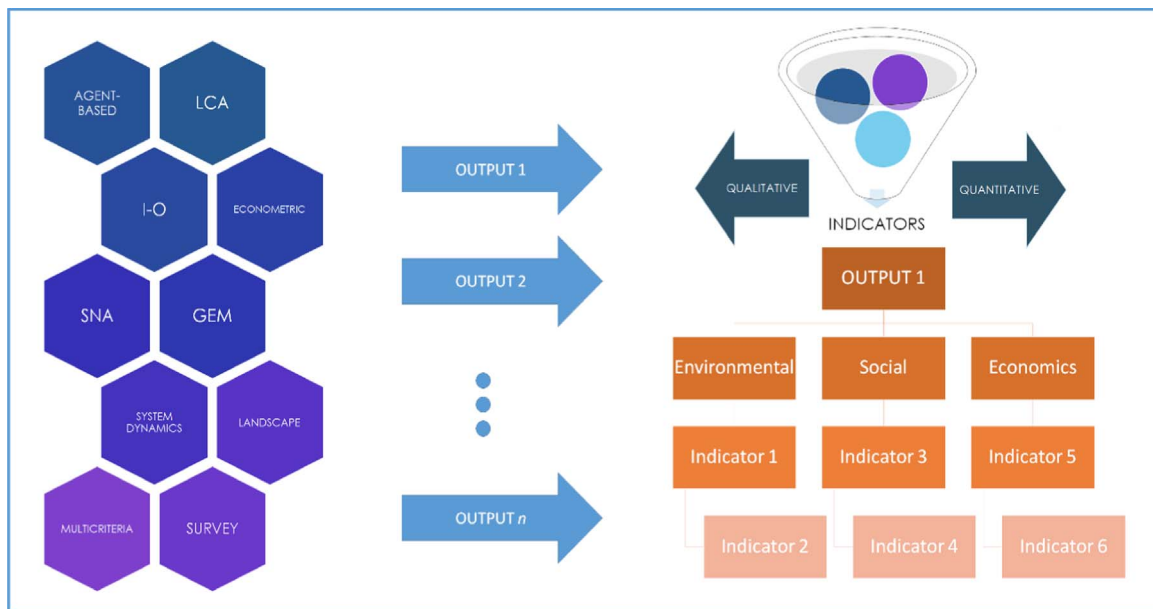 AGENT-
BASED
LCA
I-O
ECONOMETRIC
SNA
GEM
SYSTEM
DYNAMICS
LANDSCAPE
MULTICRITERIA
SURVEY
OUTPUT 1
OUTPUT 2
OUTPUT n
QUALITATIVE
QUANTITATIVE
INDICATORS
OUTPUT 1
Environmental
Social
Economics
Indicator 1
Indicator 3
Indicator 5
Indicator 2
Indicator 4
Indicator 6